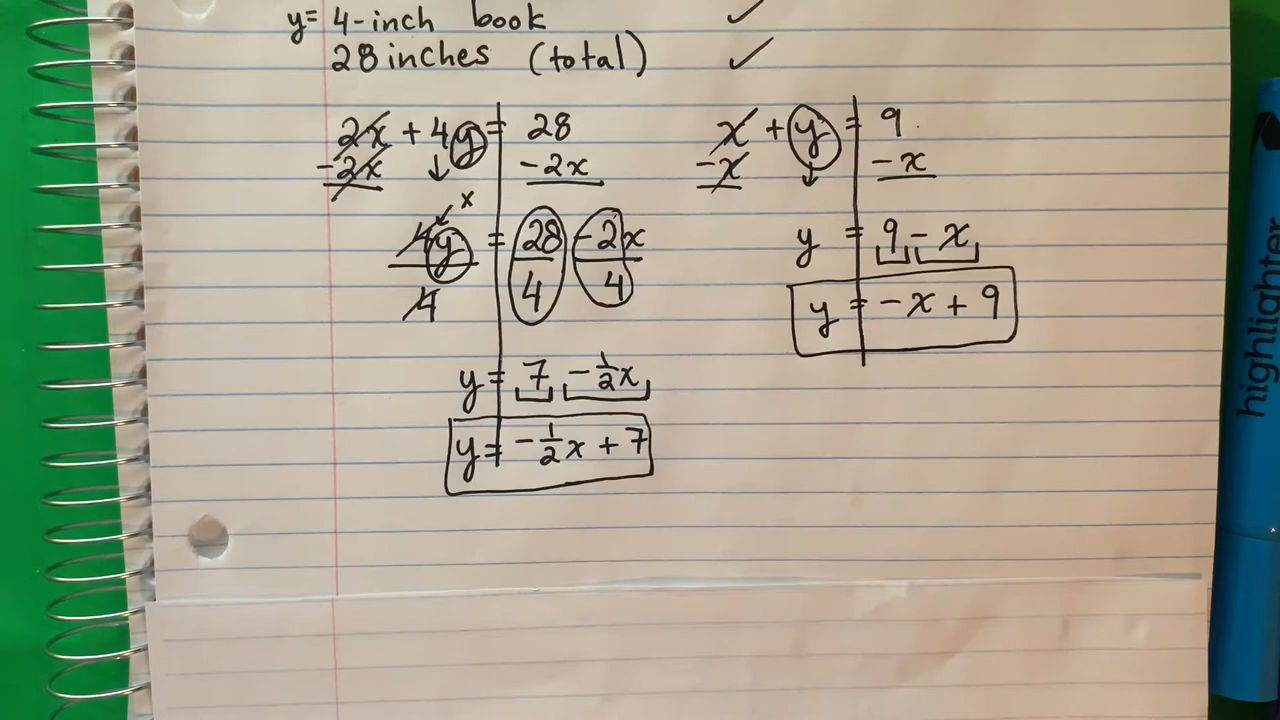 y= 4-inch book ✓
28 inches (total) ✓
2x + 4y = 28
-2x -2x
4y = 28 -2x
4 4 4
y = 7 -½x
y = -½x + 7
x + y = 9
-x -x
y = 9 - x
y = -x + 9
highlighter